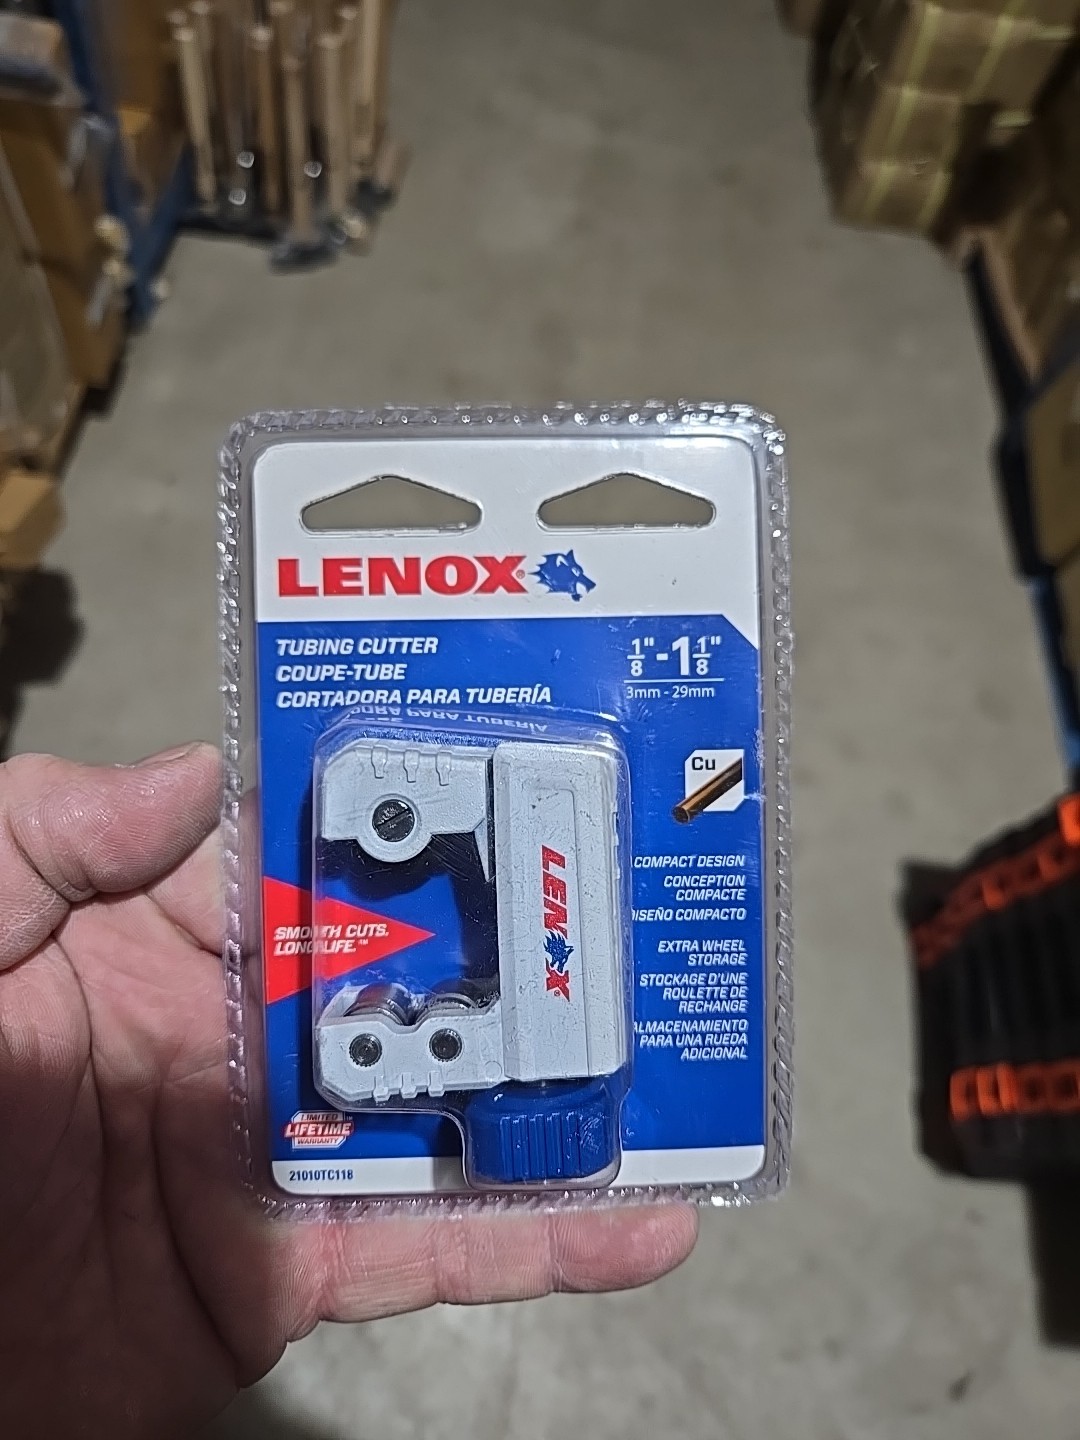 LENOX®
TUBING CUTTER
COUPE-TUBE
CORTADORA PARA TUBERÍA
1/8" - 1 1/8"
3mm - 29mm
Cu
COMPACT DESIGN
CONCEPTION
COMPACTE
DISEÑO COMPACTO
EXTRA WHEEL
STORAGE
STOCKAGE D'UNE
ROULETTE DE
RECHANGE
ALMACENAMIENTO
PARA UNA RUEDA
ADICIONAL
LENOX®
SMOOTH CUTS.
LONG LIFE.™
LIMITED
LIFETIME
WARRANTY
21010TC118